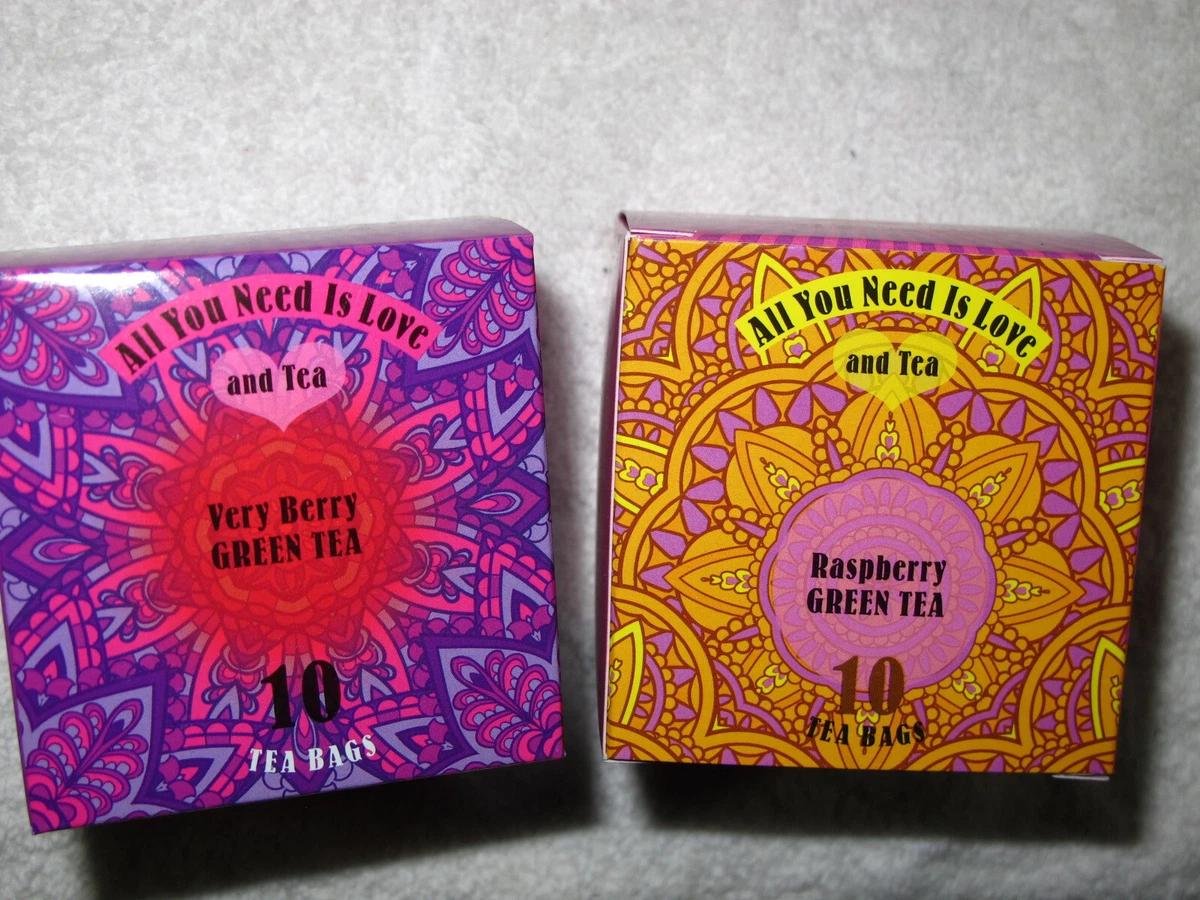 All You Need Is Love
and Tea
Very Berry
GREEN TEA
10
TEA BAGS
All You Need Is Love
and Tea
Raspberry
GREEN TEA
10
TEA BAGS